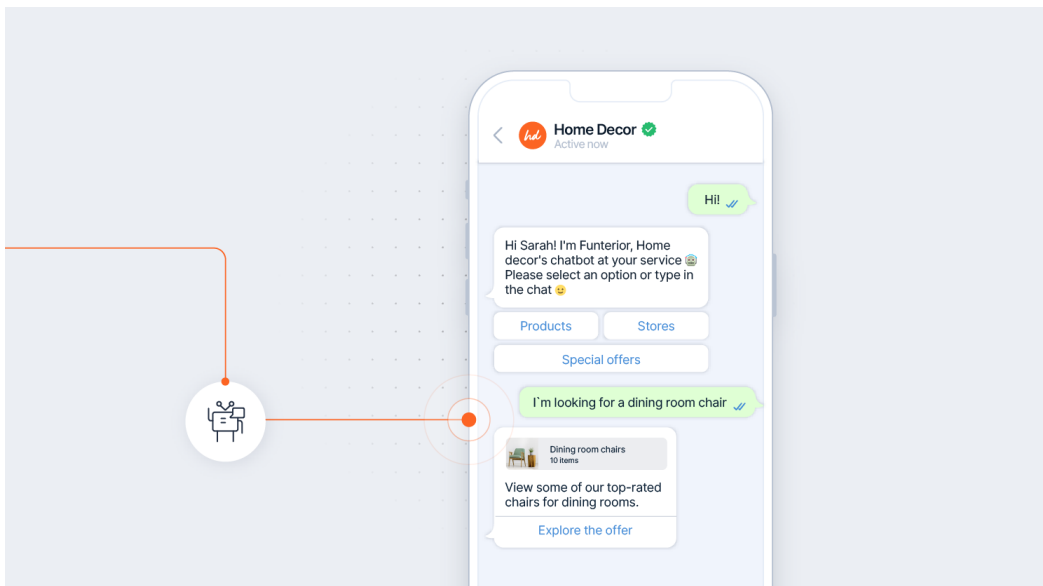 hd
Home Decor
Active now
Hi!
Hi Sarah! I'm Funterior, Home
decor's chatbot at your service 🤖
Please select an option or type in
the chat 🙂
Products
Stores
Special offers
I`m looking for a dining room chair
Dining room chairs
10 items
View some of our top-rated
chairs for dining rooms.
Explore the offer